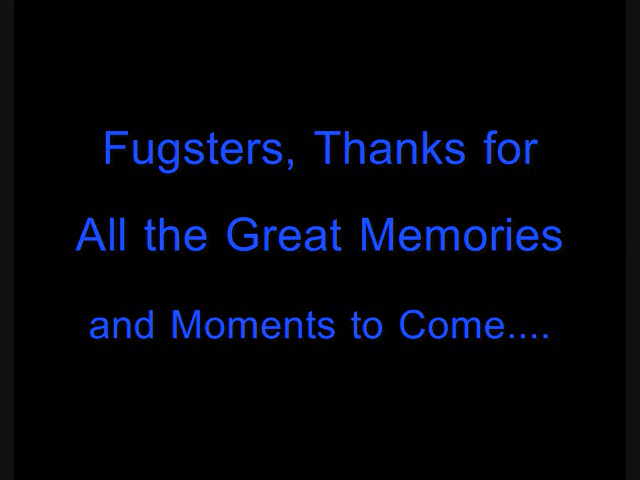 Fugsters, Thanks for
All the Great Memories
and Moments to Come....